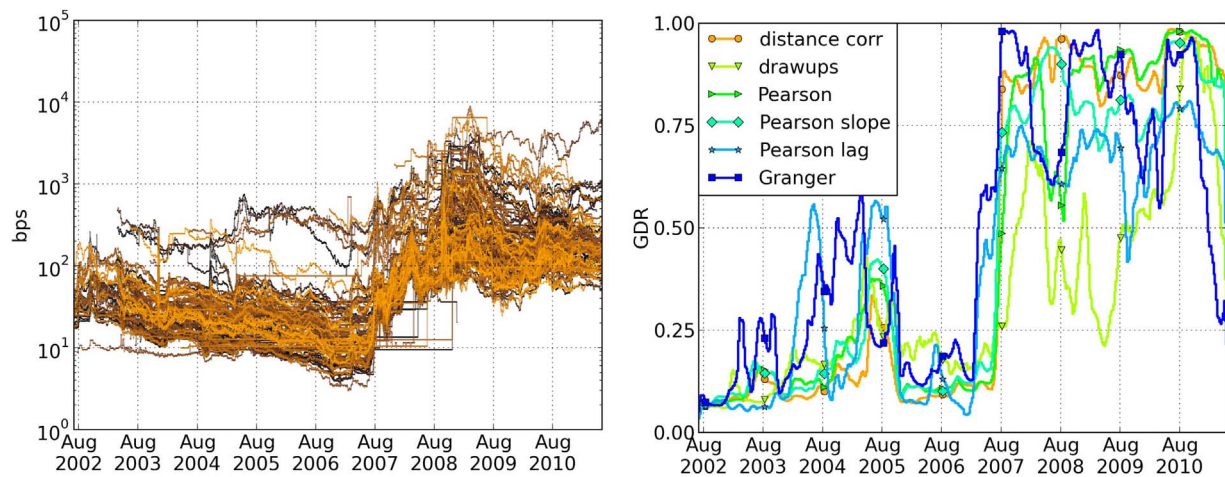 bps
10^5
10^4
10^3
10^2
10^1
10^0
Aug 2002
Aug 2003
Aug 2004
Aug 2005
Aug 2006
Aug 2007
Aug 2008
Aug 2009
Aug 2010
GDR
1.00
0.75
0.50
0.25
0.00
distance corr
drawups
Pearson
Pearson slope
Pearson lag
Granger
Aug 2002
Aug 2003
Aug 2004
Aug 2005
Aug 2006
Aug 2007
Aug 2008
Aug 2009
Aug 2010